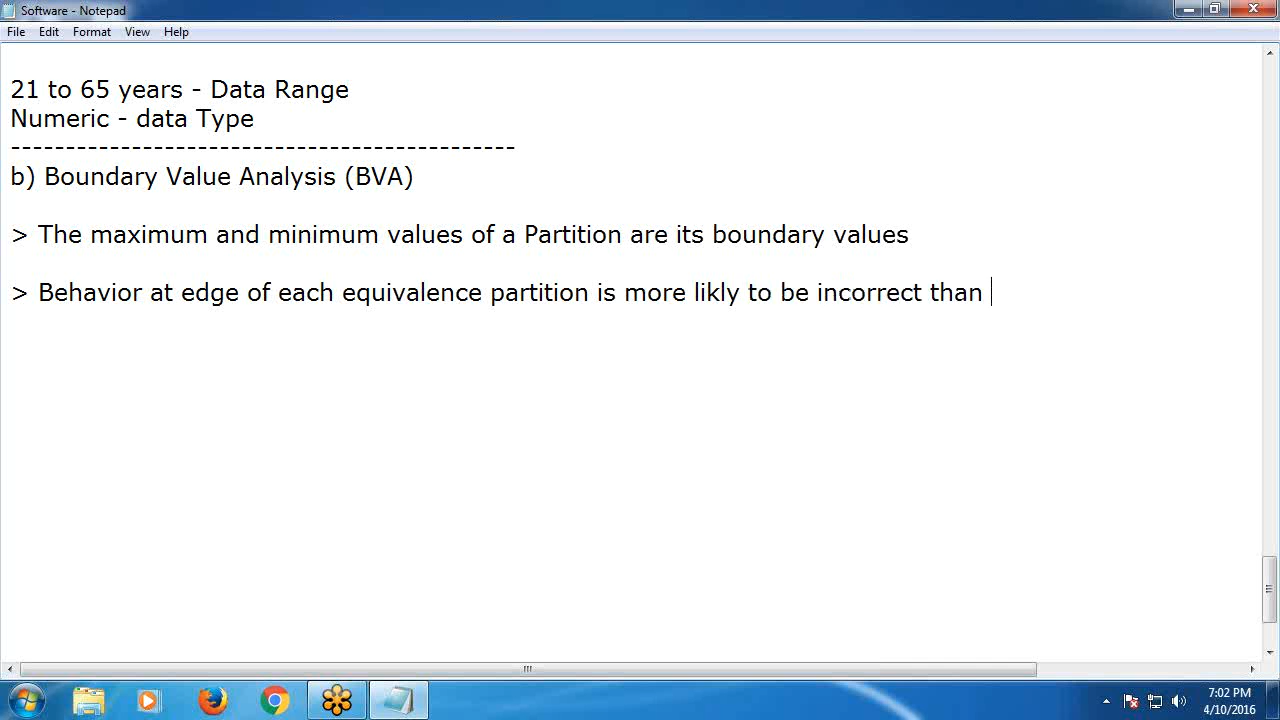 Software - Notepad
File Edit Format View Help
21 to 65 years - Data Range
Numeric - data Type
----------------------------------------------
b) Boundary Value Analysis (BVA)
> The maximum and minimum values of a Partition are its boundary values
> Behavior at edge of each equivalence partition is more likly to be incorrect than
7:02 PM
4/10/2016